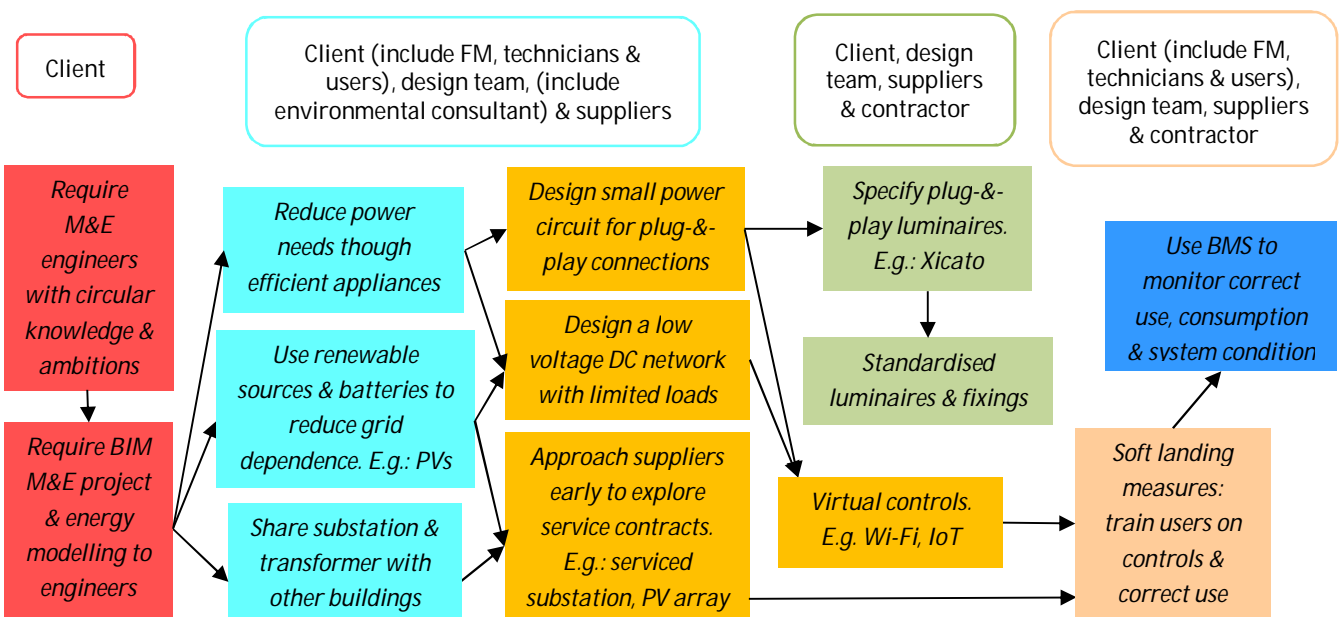 Client
Client (include FM, technicians &
users), design team, (include
environmental consultant) & suppliers
Client, design
team, suppliers
& contractor
Client (include FM,
technicians & users),
design team, suppliers
& contractor
Require
M&E
engineers
with circular
knowledge &
ambitions
Require BIM
M&E project
& energy
modelling to
engineers
Reduce power
needs though
efficient appliances
Use renewable
sources & batteries to
reduce grid
dependence. E.g.: PVs
Share substation &
transformer with
other buildings
Design small power
circuit for plug-&-
play connections
Design a low
voltage DC network
with limited loads
Approach suppliers
early to explore
service contracts.
E.g.: serviced
substation, PV array
Specify plug-&-
play luminaires.
E.g.: Xicato
Standardised
luminaires & fixings
Virtual controls.
E.g. Wi-Fi, IoT
Use BMS to
monitor correct
use, consumption
& system condition
Soft landing
measures:
train users on
controls &
correct use